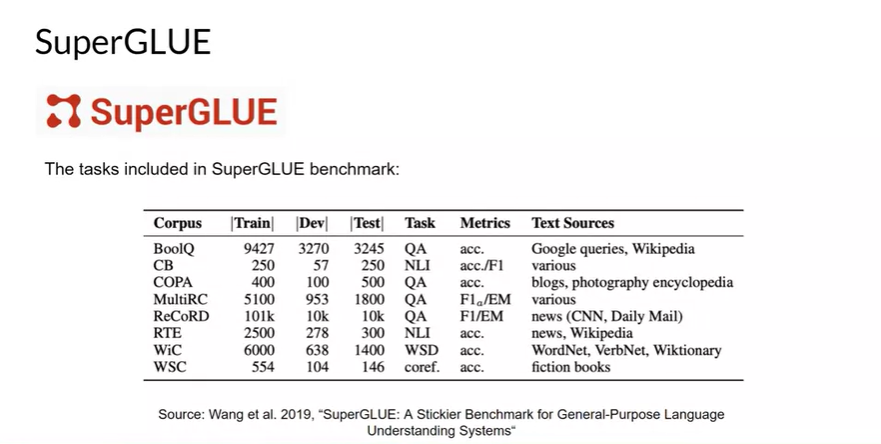 SuperGLUE
SuperGLUE
The tasks included in SuperGLUE benchmark:
Corpus |Train| |Dev| |Test| Task Metrics Text Sources
BoolQ 9427 3270 3245 QA acc. Google queries, Wikipedia
CB 250 57 250 NLI acc./F1 various
COPA 400 100 500 QA acc. blogs, photography encyclopedia
MultiRC 5100 953 1800 QA F1ₐ/EM various
ReCoRD 101k 10k 10k QA F1/EM news (CNN, Daily Mail)
RTE 2500 278 300 NLI acc. news, Wikipedia
WiC 6000 638 1400 WSD acc. WordNet, VerbNet, Wiktionary
WSC 554 104 146 coref. acc. fiction books
Source: Wang et al. 2019, “SuperGLUE: A Stickier Benchmark for General-Purpose Language
Understanding Systems“